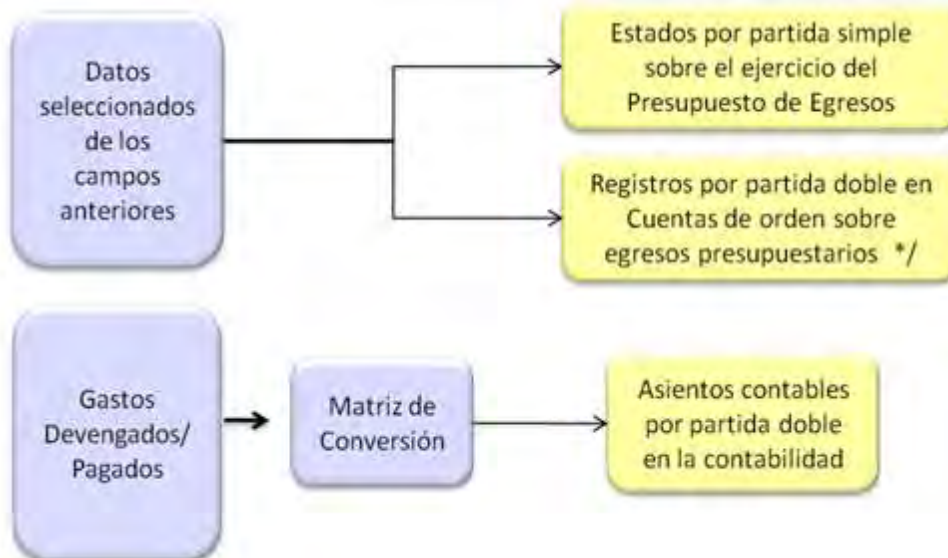 Datos
seleccionados
de los
campos
anteriores
Estados por partida simple
sobre el ejercicio del
Presupuesto de Egresos
Registros por partida doble en
Cuentas de orden sobre
egresos presupuestarios */
Gastos
Devengados/
Pagados
Matriz de
Conversión
Asientos contables
por partida doble
en la contabilidad